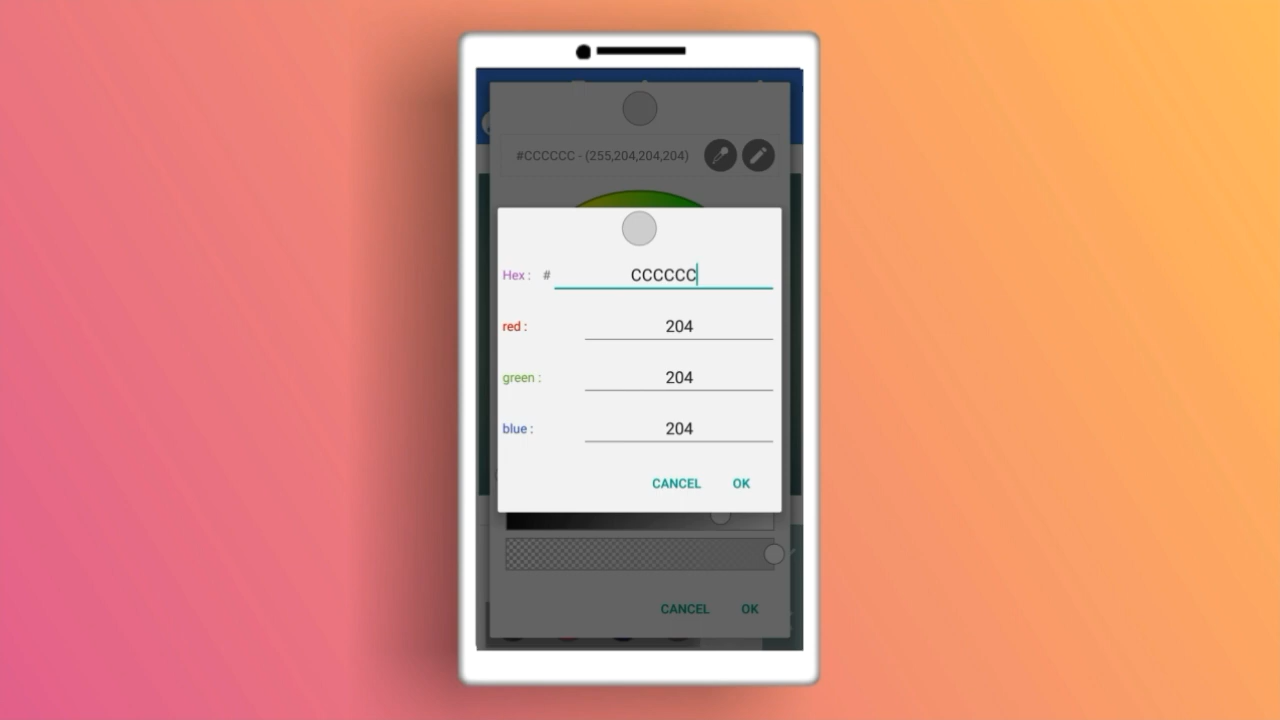 #CCCCCC - (255,204,204,204)
Hex : # CCCCCC
red : 204
green : 204
blue : 204
CANCEL OK
CANCEL OK